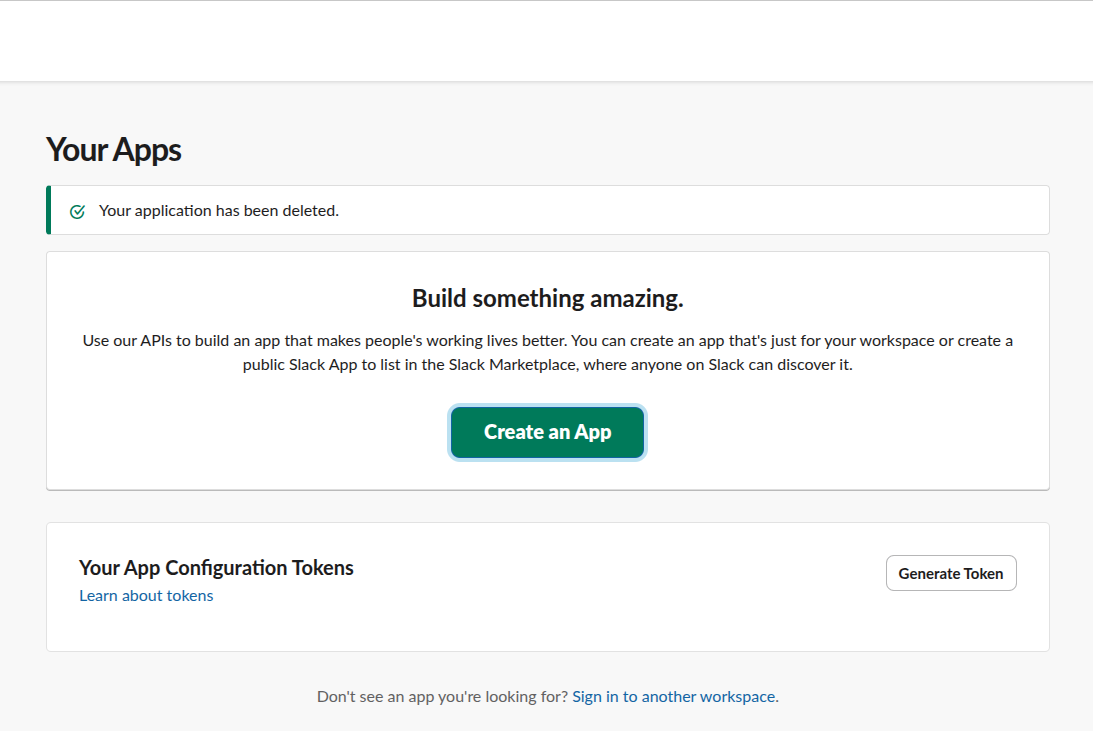 Your Apps
Your application has been deleted.
Build something amazing.
Use our APIs to build an app that makes people's working lives better. You can create an app that's just for your workspace or create a
public Slack App to list in the Slack Marketplace, where anyone on Slack can discover it.
Create an App
Your App Configuration Tokens
Generate Token
Learn about tokens
Don't see an app you're looking for? Sign in to another workspace.